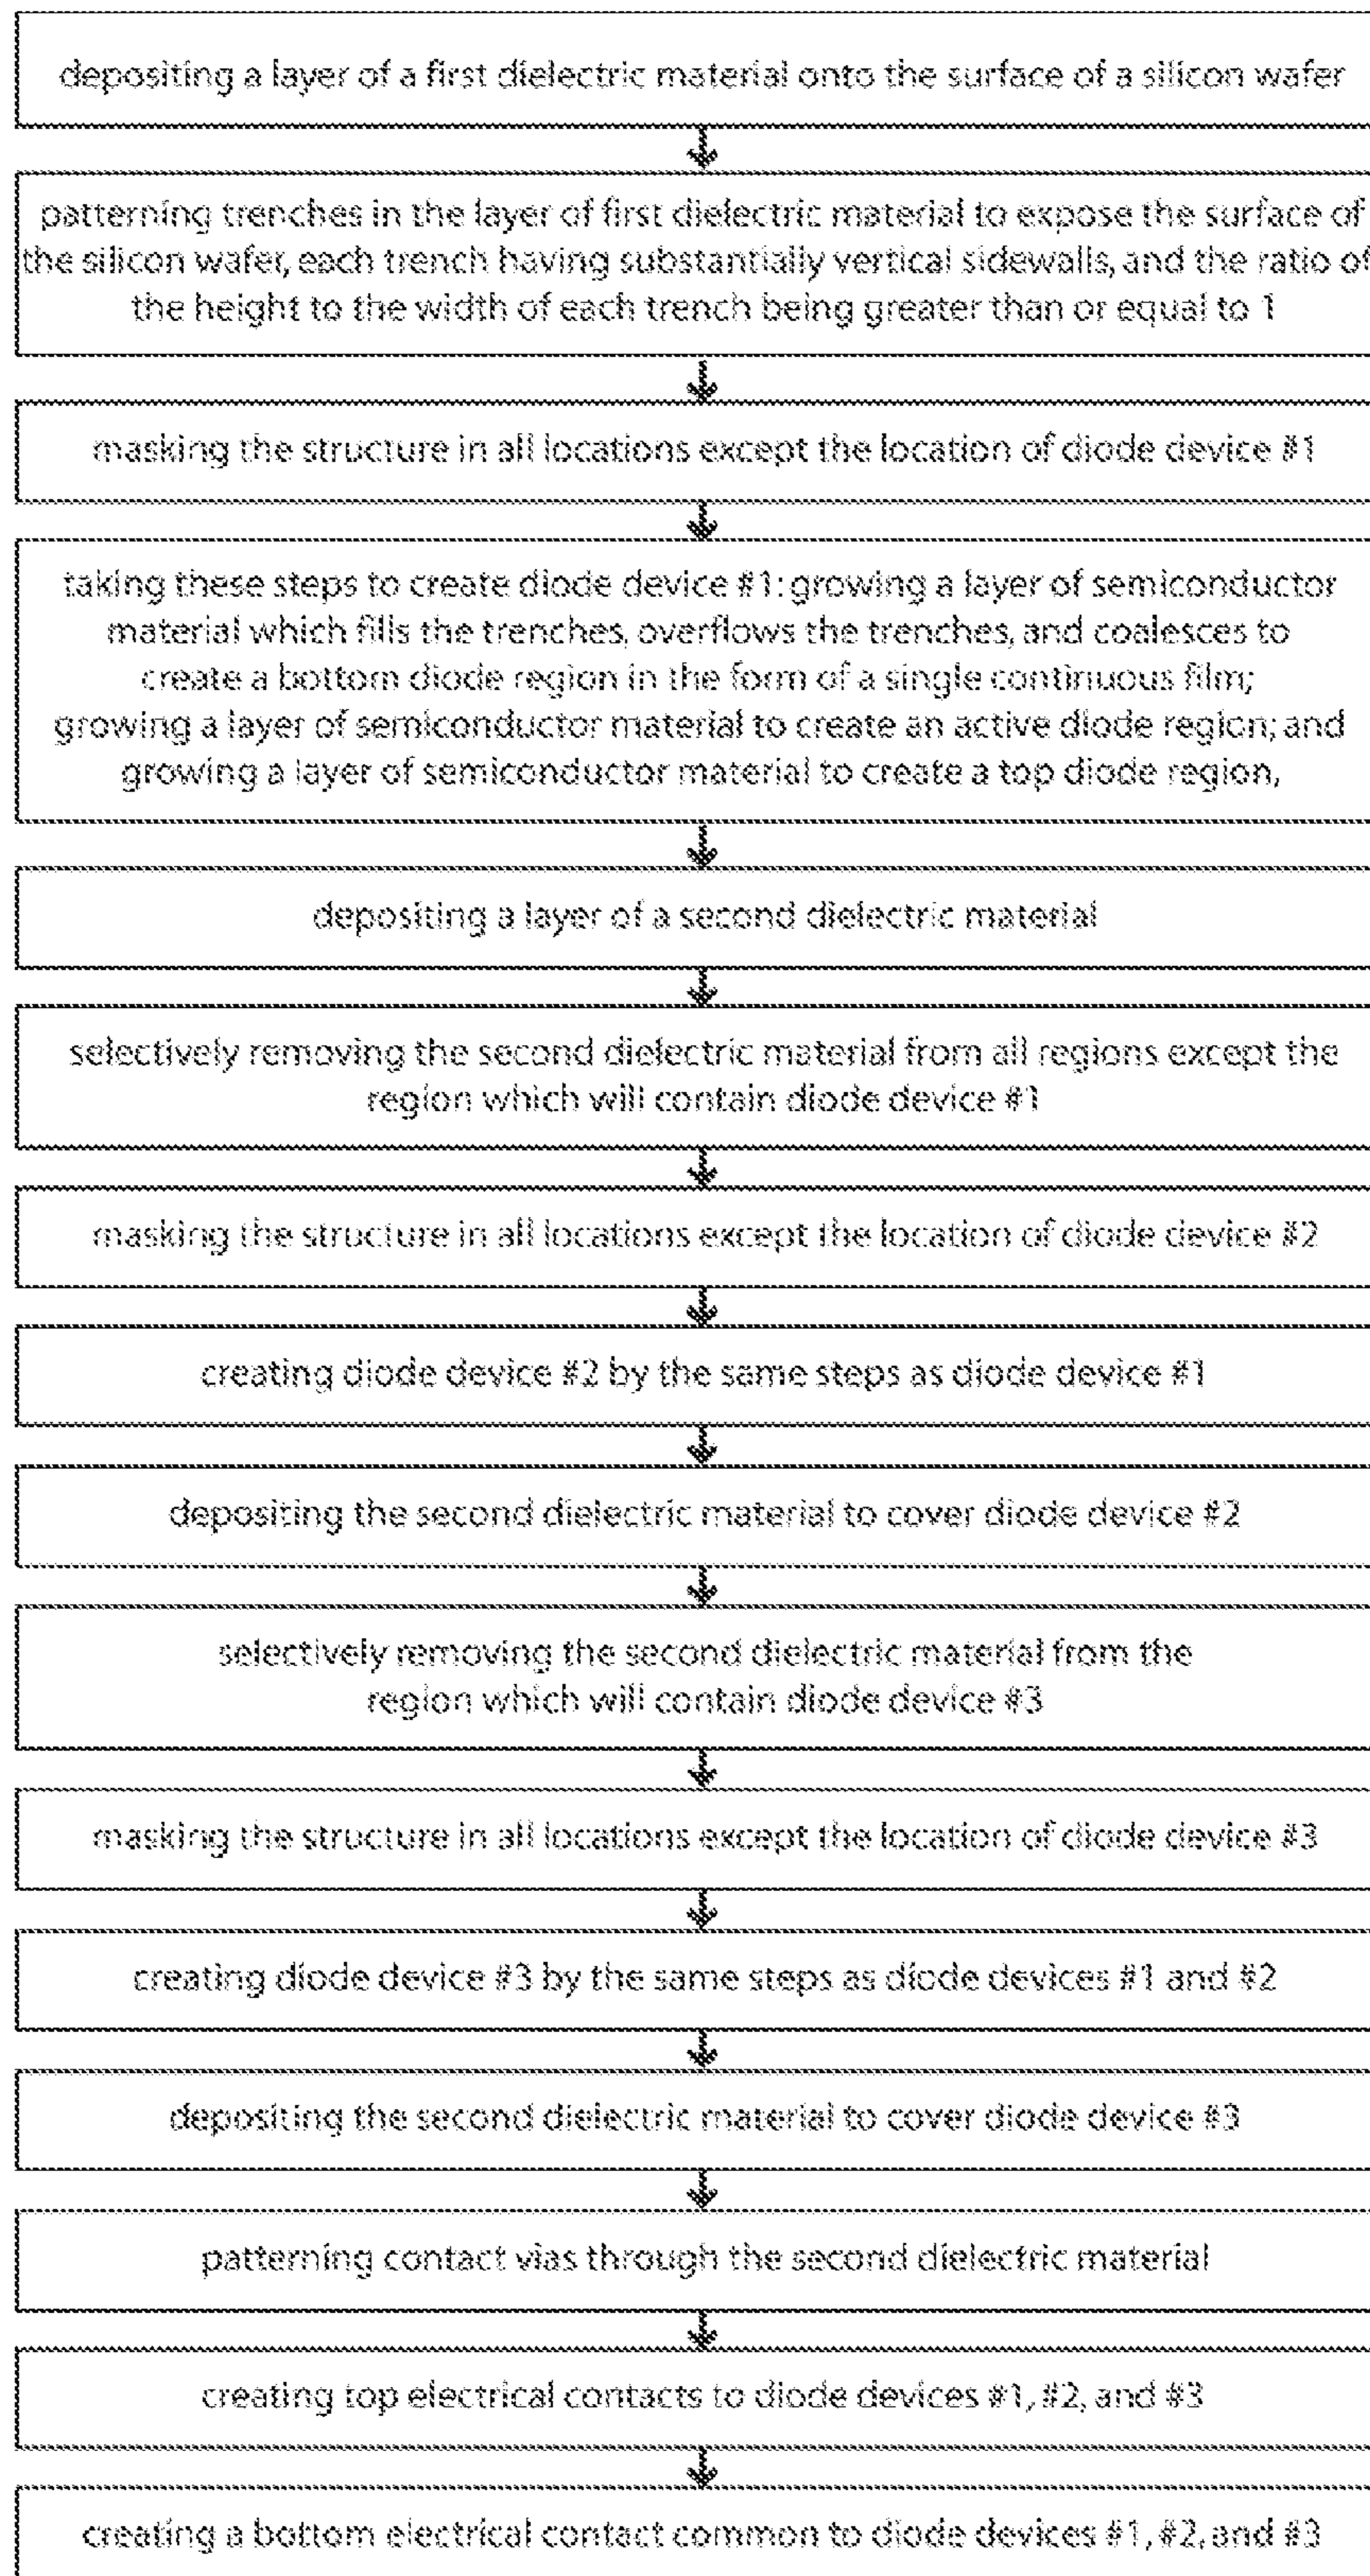 depositing a layer of a first dielectric material onto the surface of a silicon wafer
patterning trenches in the layer of first dielectric material to expose the surface of
the silicon wafer, each trench having substantially vertical sidewalls, and the ratio of
the height to the width of each trench being greater than or equal to 1
masking the structure in all locations except the location of diode device #1
taking these steps to create diode device #1: growing a layer of semiconductor
material which fills the trenches, overflows the trenches, and coalesces to
create a bottom diode region in the form of a single continuous film;
growing a layer of semiconductor material to create an active diode region; and
growing a layer of semiconductor material to create a top diode region,
depositing a layer of a second dielectric material
selectively removing the second dielectric material from all regions except the
region which will contain diode device #1
masking the structure in all locations except the location of diode device #2
creating diode device #2 by the same steps as diode device #1
depositing the second dielectric material to cover diode device #2
selectively removing the second dielectric material from the
region which will contain diode device #3
masking the structure in all locations except the location of diode device #3
creating diode device #3 by the same steps as diode devices #1 and #2
depositing the second dielectric material to cover diode device #3
patterning contact vias through the second dielectric material
creating top electrical contacts to diode devices #1, #2, and #3
creating a bottom electrical contact common to diode devices #1, #2, and #3